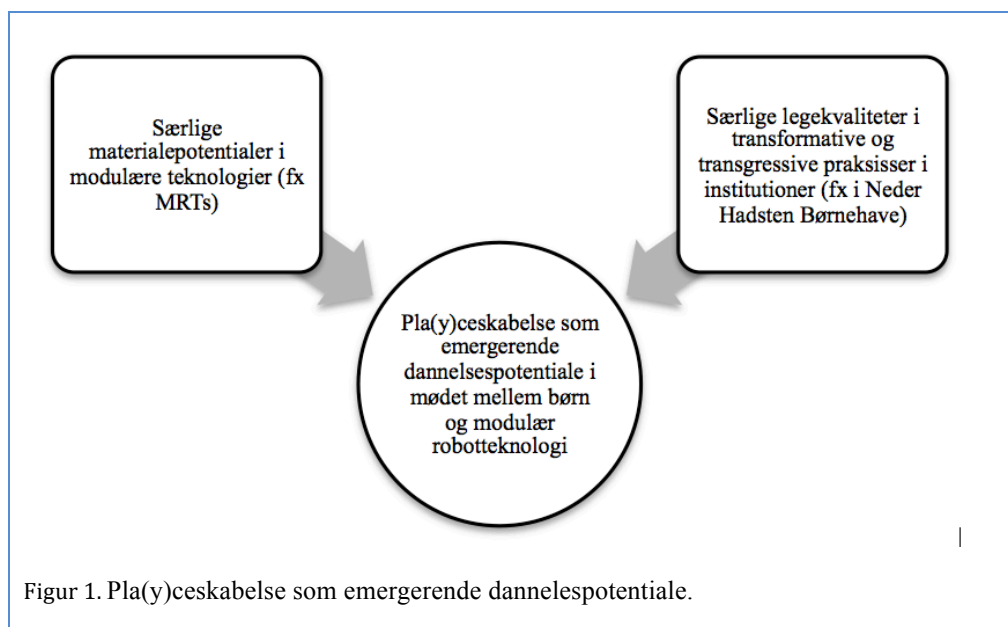 Særlige
materialepotentialer i
modulære teknologier (fx
MRTs)
Særlige legekvaliteter i
transformative og
transgressive praksisser i
institutioner (fx i Neder
Hadsten Børnehave)
Pla(y)ceskabelse som
emergerende
dannelsespotentiale i
mødet mellem børn
og modulær
robotteknologi
Figur 1. Pla(y)ceskabelse som emergerende dannelespotentiale.